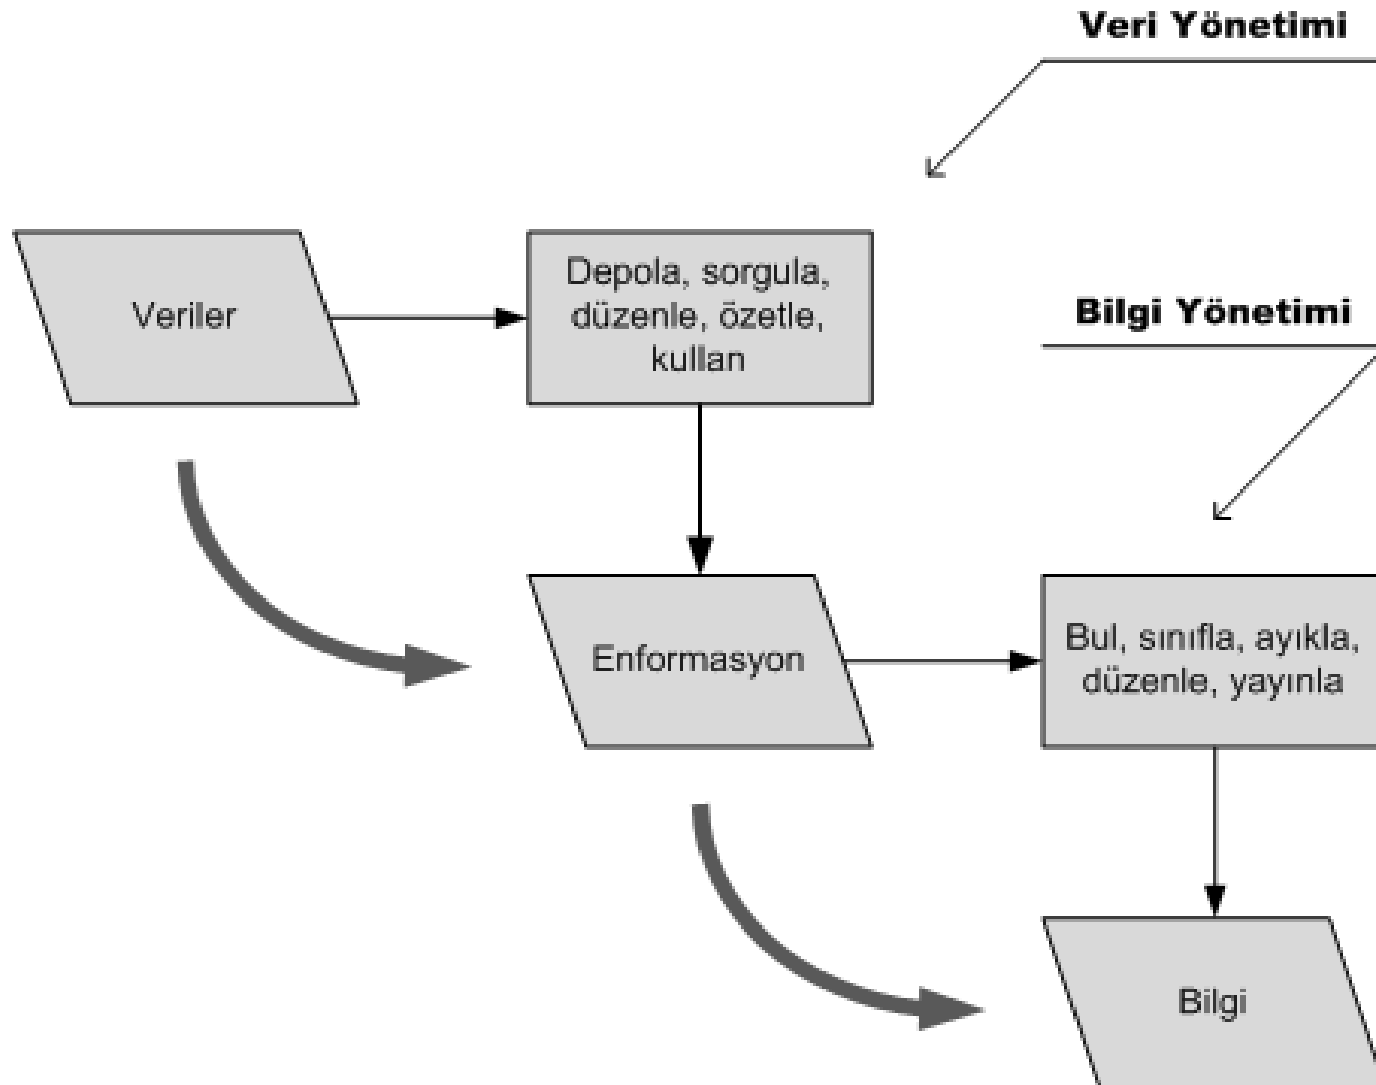 Veri Yönetimi
Veriler
Depola, sorgula,
düzenle, özetle,
kullan
Bilgi Yönetimi
Enformasyon
Bul, sınıfla, ayıkla,
düzenle, yayınla
Bilgi